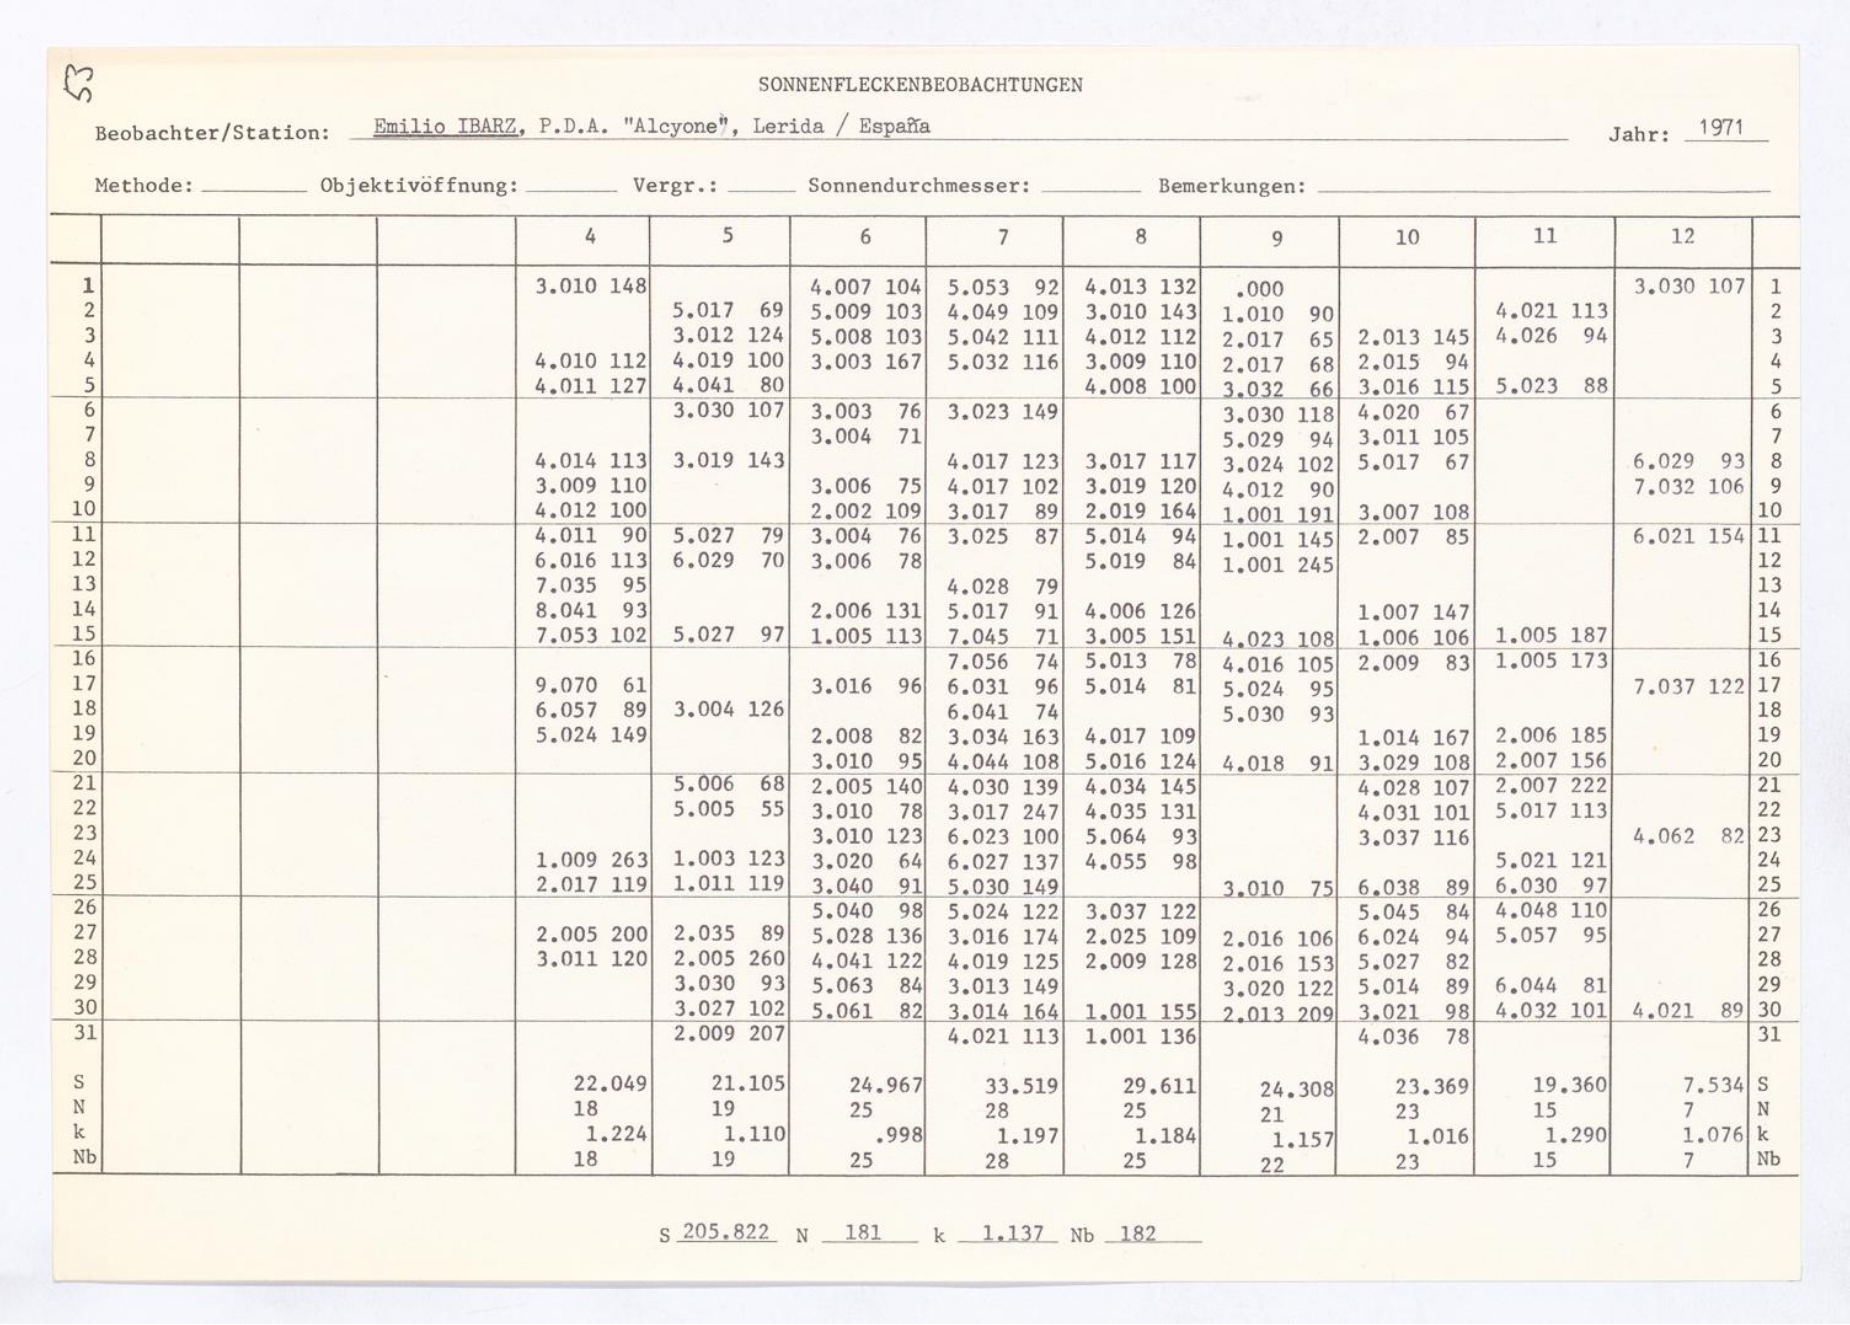 53
SONNENFLECKENBEOBACHTUNGEN
Beobachter/Station: Emilio IBARZ, P.D.A. "Alcyone", Lerida / España Jahr: 1971
Methode: Objektivöffnung: Vergr.: Sonnendurchmesser: Bemerkungen:
4 5 6 7 8 9 10 11 12
1 3.010 148 4.007 104 5.053 92 4.013 132 .000 3.030 107 1
2 5.017 69 5.009 103 4.049 109 3.010 143 1.010 90 4.021 113 2
3 3.012 124 5.008 103 5.042 111 4.012 112 2.017 65 2.013 145 4.026 94 3
4 4.010 112 4.019 100 3.003 167 5.032 116 3.009 110 2.017 68 2.015 94 4
5 4.011 127 4.041 80 4.008 100 3.032 66 3.016 115 5.023 88 5
6 3.030 107 3.003 76 3.023 149 3.030 118 4.020 67 6
7 3.004 71 5.029 94 3.011 105 7
8 4.014 113 3.019 143 4.017 123 3.017 117 3.024 102 5.017 67 6.029 93 8
9 3.009 110 3.006 75 4.017 102 3.019 120 4.012 90 7.032 106 9
10 4.012 100 2.002 109 3.017 89 2.019 164 1.001 191 3.007 108 10
11 4.011 90 5.027 79 3.004 76 3.025 87 5.014 94 1.001 145 2.007 85 6.021 154 11
12 6.016 113 6.029 70 3.006 78 5.019 84 1.001 245 12
13 7.035 95 4.028 79 13
14 8.041 93 2.006 131 5.017 91 4.006 126 1.007 147 14
15 7.053 102 5.027 97 1.005 113 7.045 71 3.005 151 4.023 108 1.006 106 1.005 187 15
16 7.056 74 5.013 78 4.016 105 2.009 83 1.005 173 16
17 9.070 61 3.016 96 6.031 96 5.014 81 5.024 95 7.037 122 17
18 6.057 89 3.004 126 6.041 74 5.030 93 18
19 5.024 149 2.008 82 3.034 163 4.017 109 1.014 167 2.006 185 19
20 3.010 95 4.044 108 5.016 124 4.018 91 3.029 108 2.007 156 20
21 5.006 68 2.005 140 4.030 139 4.034 145 4.028 107 2.007 222 21
22 5.005 55 3.010 78 3.017 247 4.035 131 4.031 101 5.017 113 22
23 3.010 123 6.023 100 5.064 93 3.037 116 4.062 82 23
24 1.009 263 1.003 123 3.020 64 6.027 137 4.055 98 5.021 121 24
25 2.017 119 1.011 119 3.040 91 5.030 149 3.010 75 6.038 89 6.030 97 25
26 5.040 98 5.024 122 3.037 122 5.045 84 4.048 110 26
27 2.005 200 2.035 89 5.028 136 3.016 174 2.025 109 2.016 106 6.024 94 5.057 95 27
28 3.011 120 2.005 260 4.041 122 4.019 125 2.009 128 2.016 153 5.027 82 28
29 3.030 93 5.063 84 3.013 149 3.020 122 5.014 89 6.044 81 29
30 3.027 102 5.061 82 3.014 164 1.001 155 2.013 209 3.021 98 4.032 101 4.021 89 30
31 2.009 207 4.021 113 1.001 136 4.036 78 31
S 22.049 21.105 24.967 33.519 29.611 24.308 23.369 19.360 7.534 S
N 18 19 25 28 25 21 23 15 7 N
k 1.224 1.110 .998 1.197 1.184 1.157 1.016 1.290 1.076 k
Nb 18 19 25 28 25 22 23 15 7 Nb
S 205.822 N 181 k 1.137 Nb 182